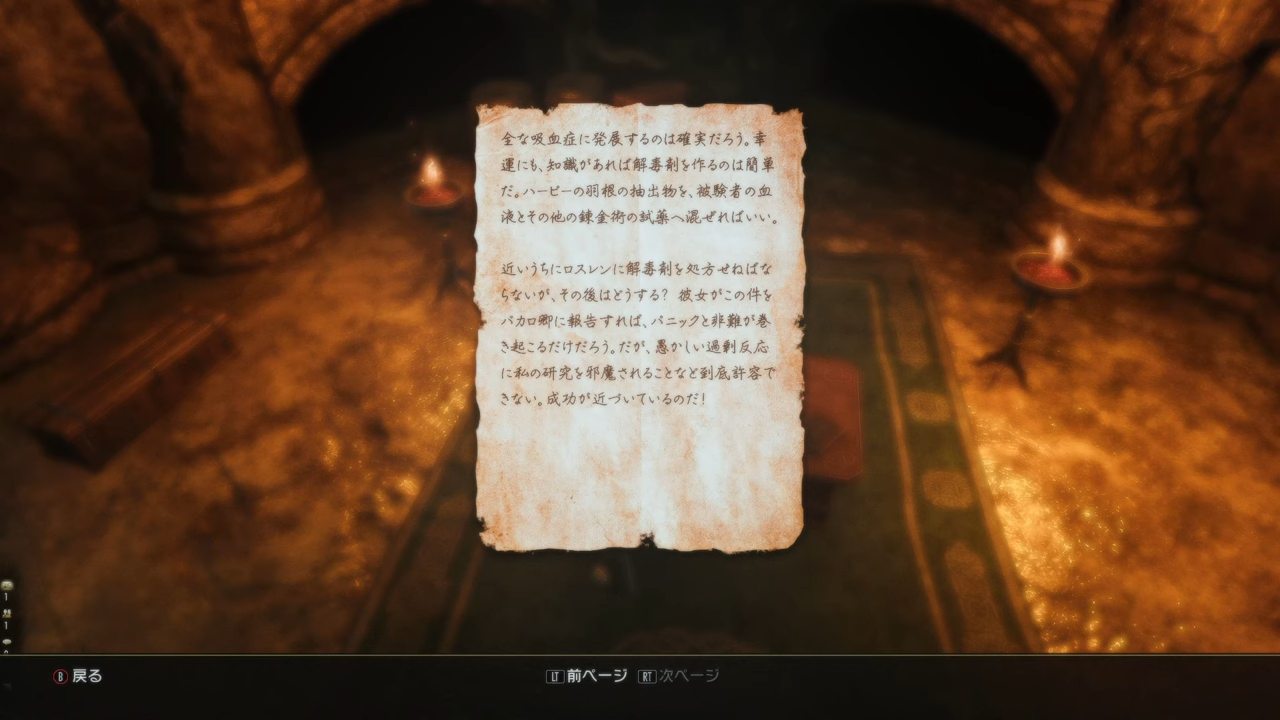 全な吸血症に発展するのは確実だろう。幸
運にも、知識があれば解毒剤を作るのは簡単
だ。ハーピーの羽根の抽出物を、被験者の血
液とその他の錬金術の試薬へ混ぜればいい。
近いうちにロスレンに解毒剤を処方せねばな
らないが、その後はどうする? 彼女がこの件を
バカロ卿に報告すれば、パニックと非難が巻
き起こるだけだろう。だが、愚かしい過剰反応
に私の研究を邪魔されることなど到底許容で
きない。成功が近づいているのだ!
1
1
B 戻る
LT 前ページ RT 次ページ